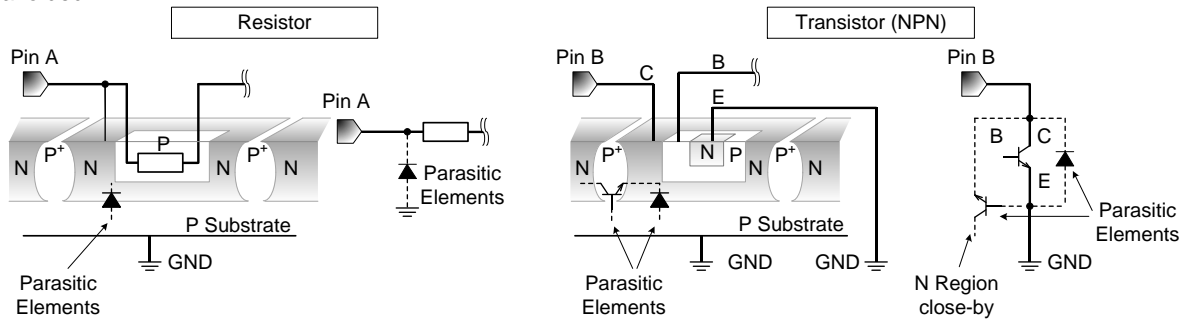 Resistor
Transistor (NPN)
Pin A
Pin A
N
P+
N
P
N
P+
N
Parasitic
Elements
P Substrate
GND
Parasitic
Elements
Pin B
C
B
E
N
P+
N
N
P
N
P+
N
P Substrate
GND
GND
Parasitic
Elements
Pin B
B
C
E
Parasitic
Elements
GND
N Region
close-by